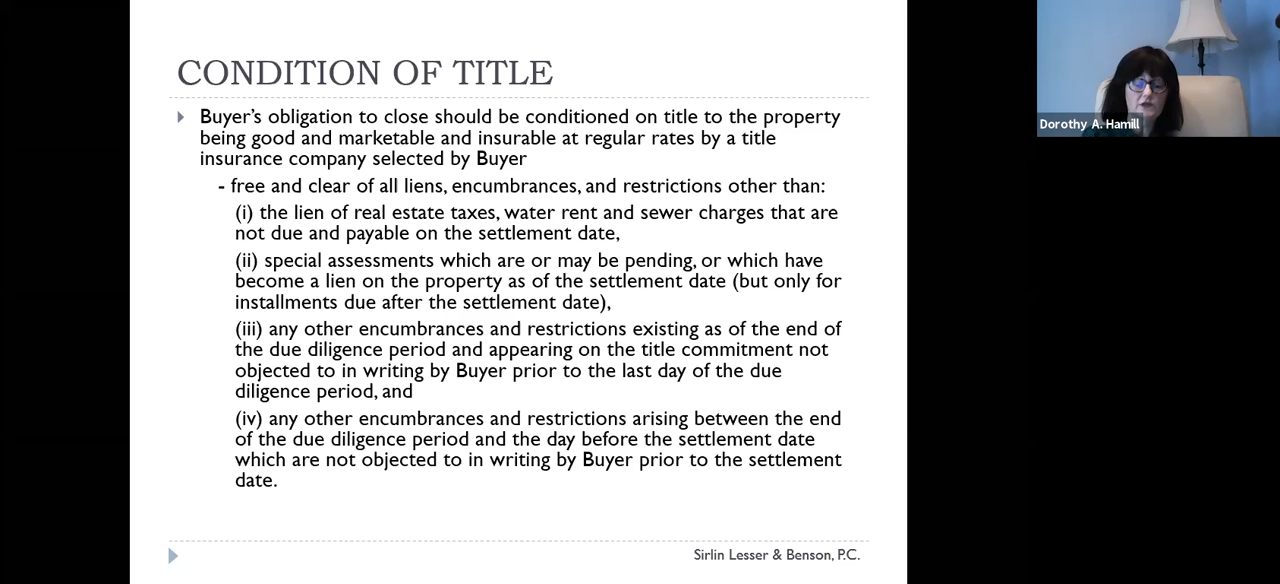 CONDITION OF TITLE
Buyer's obligation to close should be conditioned on title to the property
being good and marketable and insurable at regular rates by a title
insurance company selected by Buyer
- free and clear of all liens, encumbrances, and restrictions other than:
(i) the lien of real estate taxes, water rent and sewer charges that are
not due and payable on the settlement date,
(ii) special assessments which are or may be pending, or which have
become a lien on the property as of the settlement date (but only for
installments due after the settlement date),
(iii) any other encumbrances and restrictions existing as of the end of
the due diligence period and appearing on the title commitment not
objected to in writing by Buyer prior to the last day of the due
diligence period, and
(iv) any other encumbrances and restrictions arising between the end
of the due diligence period and the day before the settlement date
which are not objected to in writing by Buyer prior to the settlement
date.
Sirlin Lesser & Benson, P.C.
Dorothy A. Hamill